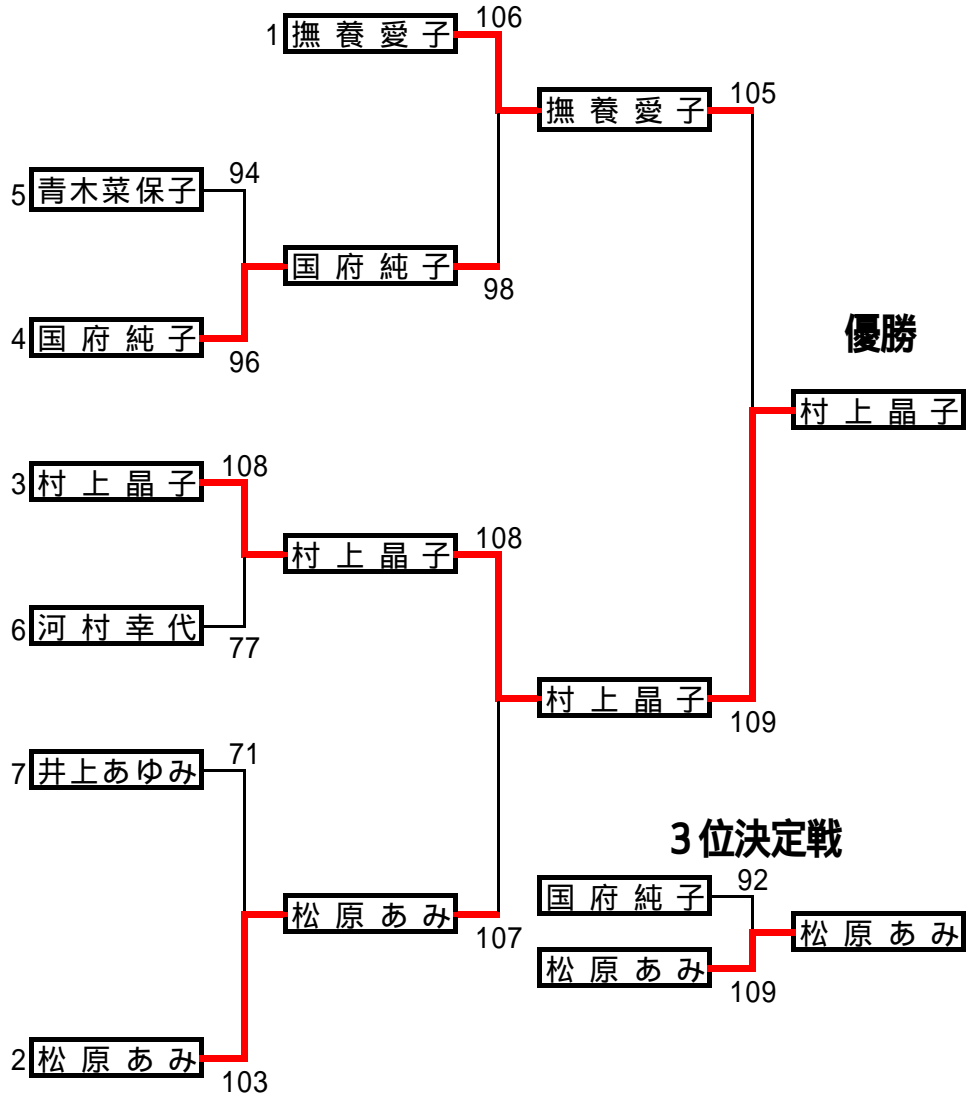 106
1 撫養愛子
105
撫養愛子
94
5 青木菜保子
国府純子
98
4 国府純子
96
優勝
村上晶子
3 村上晶子
108
村上晶子
108
6 河村幸代
77
村上晶子
109
7 井上あゆみ
71
3位決定戦
国府純子
92
松原あみ
107
松原あみ
松原あみ
109
2 松原あみ
103